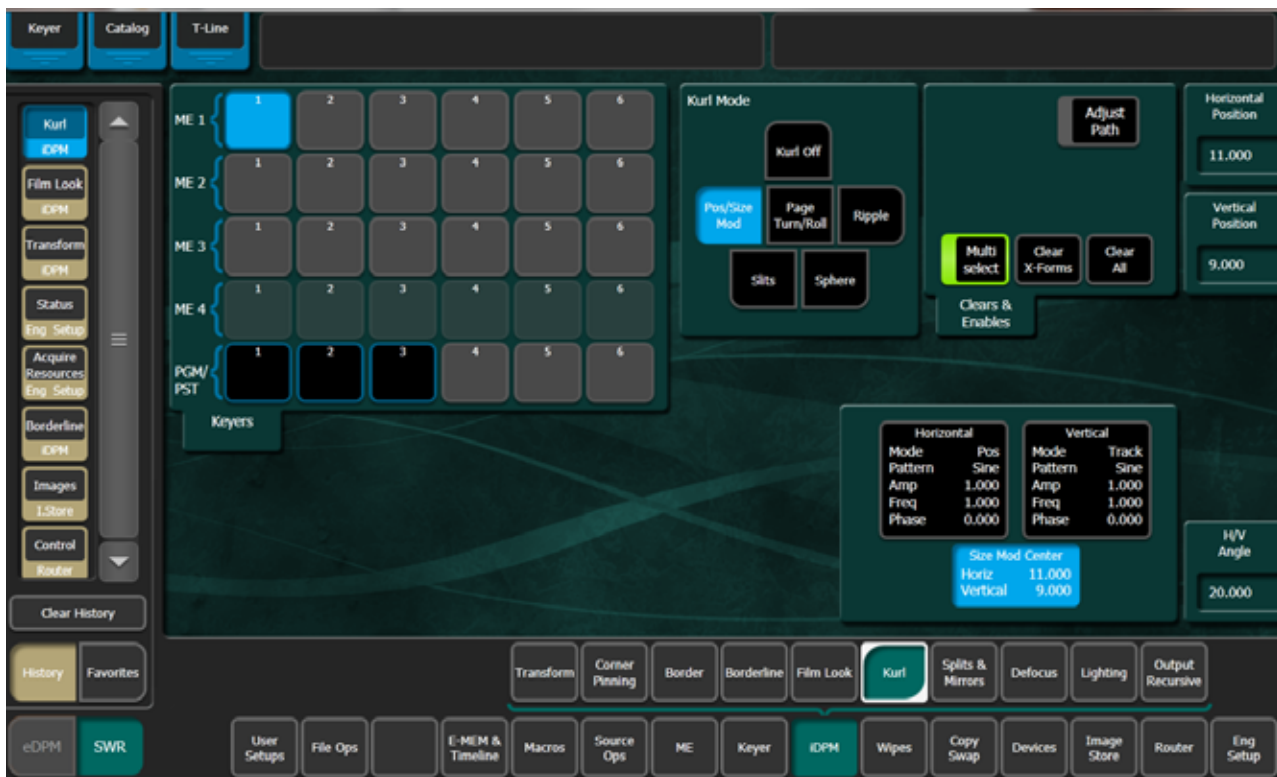 Keyer
Catalog
T-Line
Kurl
iDPM
Film Look
iDPM
Transform
iDPM
Status
Eng Setup
Acquire
Resources
Eng Setup
Borderline
iDPM
Images
I.Store
Control
Router
Clear History
History
Favorites
eDPM
SWR
ME 1
1 2 3 4 5 6
ME 2
1 2 3 4 5 6
ME 3
1 2 3 4 5 6
ME 4
1 2 3 4 5 6
PGM/
PST
1 2 3 4 5 6
Keyers
Kurl Mode
Kurl Off
Pos/Size
Mod
Page
Turn/Roll
Ripple
Slits
Sphere
Adjust
Path
Multi
select
Clear
X-Forms
Clear
All
Clears &
Enables
Horizontal
Position
11.000
Vertical
Position
9.000
Horizontal
Mode Pos
Pattern Sine
Amp 1.000
Freq 1.000
Phase 0.000
Vertical
Mode Track
Pattern Sine
Amp 1.000
Freq 1.000
Phase 0.000
Size Mod Center
Horiz 11.000
Vertical 9.000
H/V
Angle
20.000
Transform
Corner
Pinning
Border
Borderline
Film Look
Kurl
Splits &
Mirrors
Defocus
Lighting
Output
Recursive
User
Setups
File Ops
E-MEM &
Timeline
Macros
Source
Ops
ME
Keyer
iDPM
Wipes
Copy
Swap
Devices
Image
Store
Router
Eng
Setup